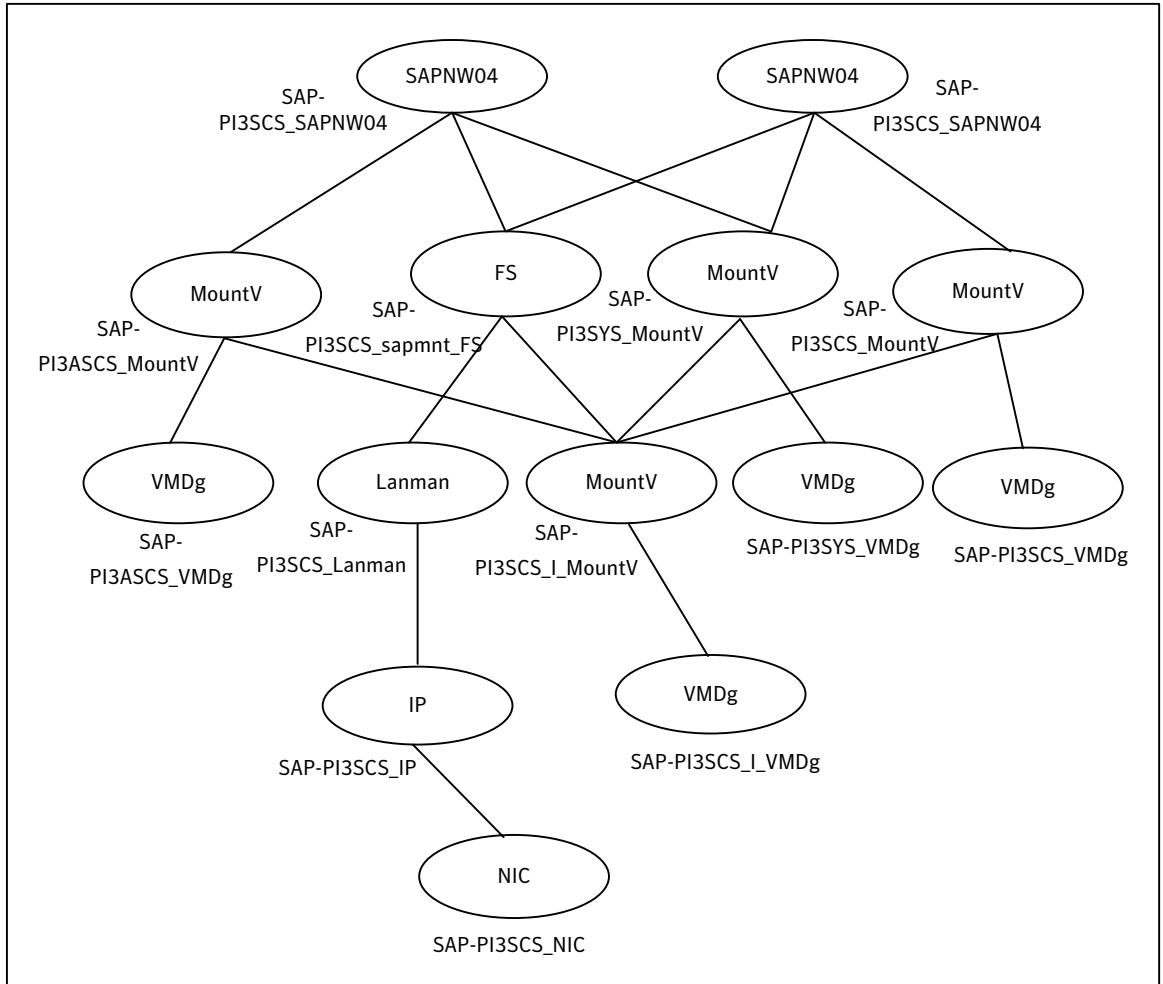 SAPNW04
SAPNW04
SAP-
PI3SCS_SAPNW04
SAP-
PI3SCS_SAPNW04
MountV
FS
MountV
MountV
SAP-
PI3ASCS_MountV
SAP-
PI3SCS_sapmnt_FS
SAP-
PI3SYS_MountV
SAP-
PI3SCS_MountV
VMDg
Lanman
MountV
VMDg
VMDg
SAP-
PI3ASCS_VMDg
SAP-
PI3SCS_Lanman
SAP-
PI3SCS_I_MountV
SAP-PI3SYS_VMDg
SAP-PI3SCS_VMDg
IP
VMDg
SAP-PI3SCS_IP
SAP-PI3SCS_I_VMDg
NIC
SAP-PI3SCS_NIC